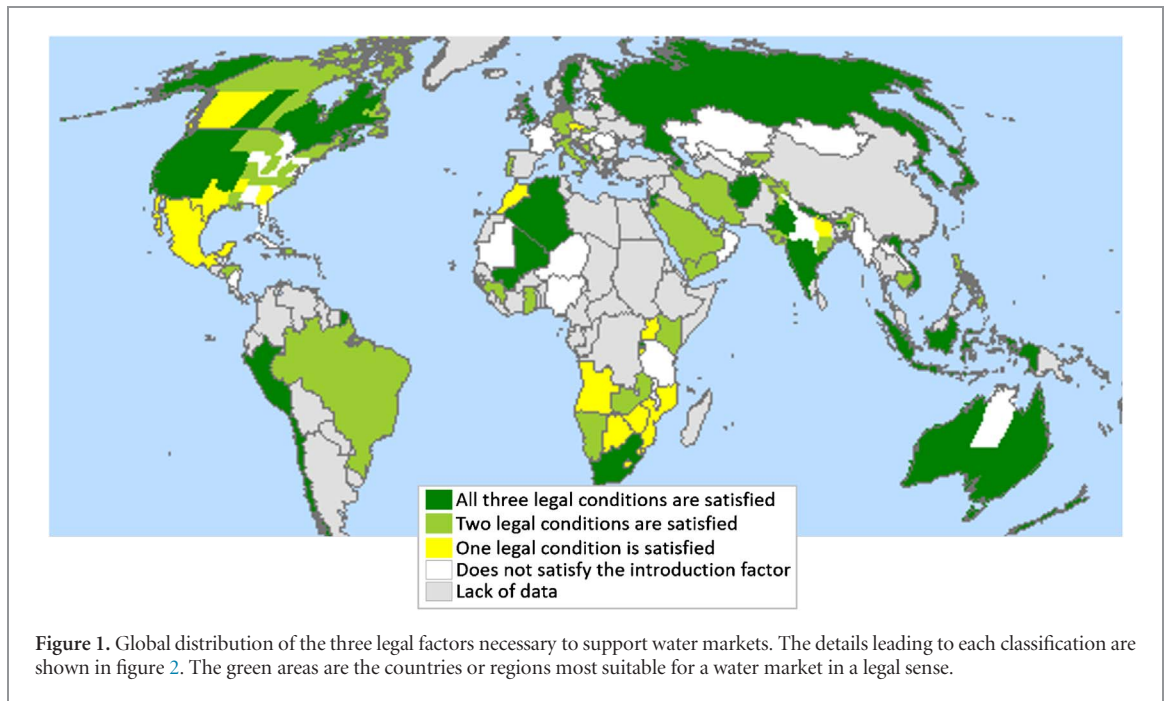 All three legal conditions are satisfied
Two legal conditions are satisfied
One legal condition is satisfied
Does not satisfy the introduction factor
Lack of data
Figure 1. Global distribution of the three legal factors necessary to support water markets. The details leading to each classification are
shown in figure 2. The green areas are the countries or regions most suitable for a water market in a legal sense.